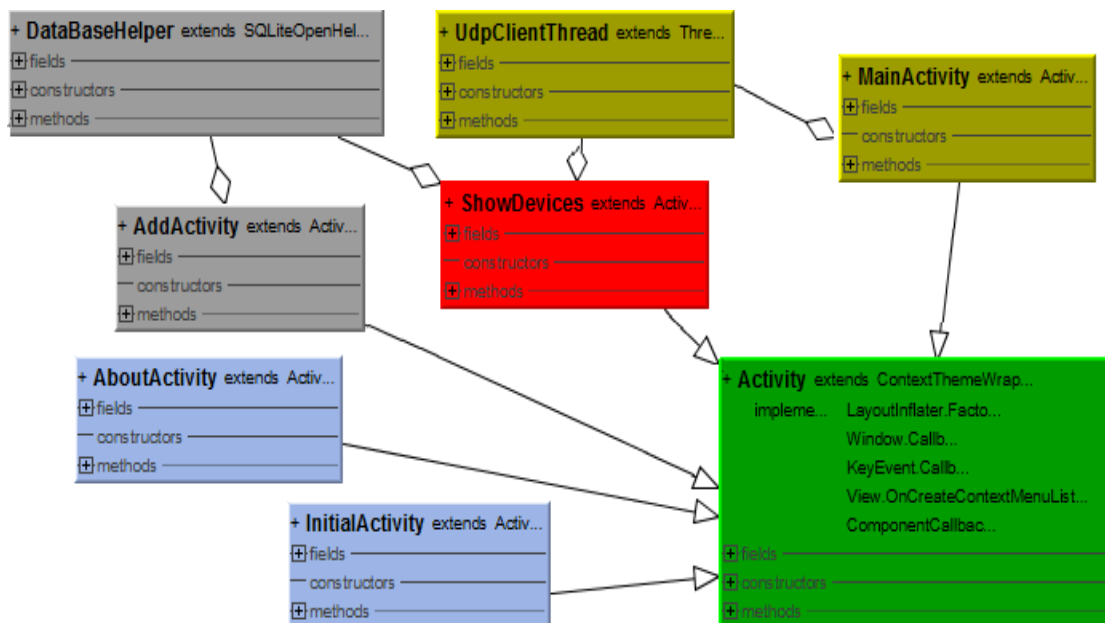 + DataBaseHelper extends SQLiteOpenHel...
+ fields
+ constructors
+ methods
+ UdpClientThread extends Thre...
+ fields
+ constructors
+ methods
+ MainActivity extends Activ...
+ fields
constructors
+ methods
+ AddActivity extends Activ...
+ fields
constructors
+ methods
+ ShowDevices extends Activ...
+ fields
constructors
+ methods
+ AboutActivity extends Activ...
+ fields
constructors
+ methods
+ Activity extends ContextThemeWrap...
impleme... LayoutInflater.Facto...
Window.Callb...
KeyEvent.Callb...
View.OnCreateContextMenuList...
ComponentCallbac...
+ fields
+ constructors
+ methods
+ InitialActivity extends Activ...
+ fields
constructors
+ methods